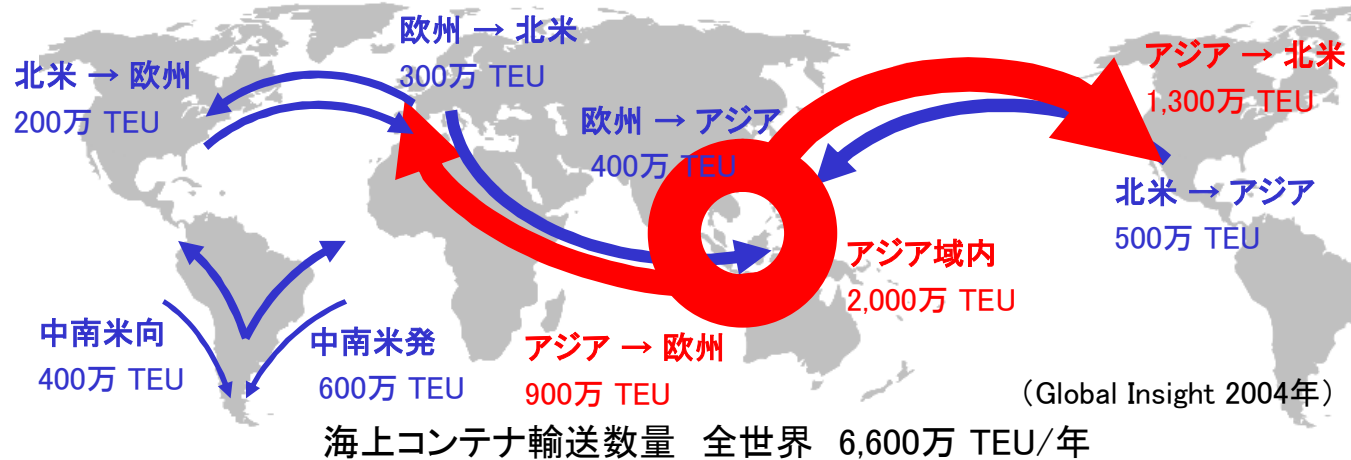 欧州 → 北米
300万 TEU
北米 → 欧州
200万 TEU
アジア → 北米
1,300万 TEU
欧州 → アジア
400万 TEU
北米 → アジア
500万 TEU
アジア域内
2,000万 TEU
中南米向
400万 TEU
中南米発
600万 TEU
アジア → 欧州
900万 TEU
（Global Insight 2004年）
海上コンテナ輸送数量　全世界　6,600万 TEU/年